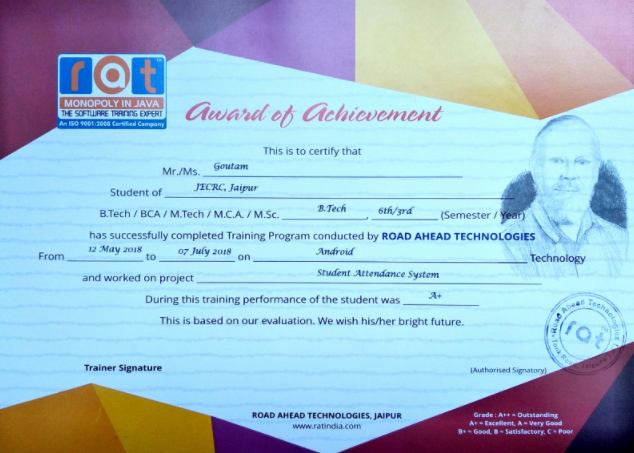 rat
MONOPOLY IN JAVA
THE SOFTWARE TRAINING EXPERT
An ISO 9001:2008 Certified Company
Award of Achievement
This is to certify that
Mr./Ms. Goutam
Student of JECRC, Jaipur
B.Tech / BCA / M.Tech / M.C.A. / M.Sc. B.Tech , 6th/3rd (Semester / Year)
has successfully completed Training Program conducted by ROAD AHEAD TECHNOLOGIES
From 12 May 2018 to 07 July 2018 on Android Technology
and worked on project Student Attendance System
During this training performance of the student was A+
This is based on our evaluation. We wish his/her bright future.
Road Ahead Technologies
rat
Trainer Signature
(Authorised Signatory)
ROAD AHEAD TECHNOLOGIES, JAIPUR
www.ratindia.com
Grade : A++ = Outstanding
A+ = Excellent, A = Very Good
B+ = Good, B = Satisfactory, C = Poor